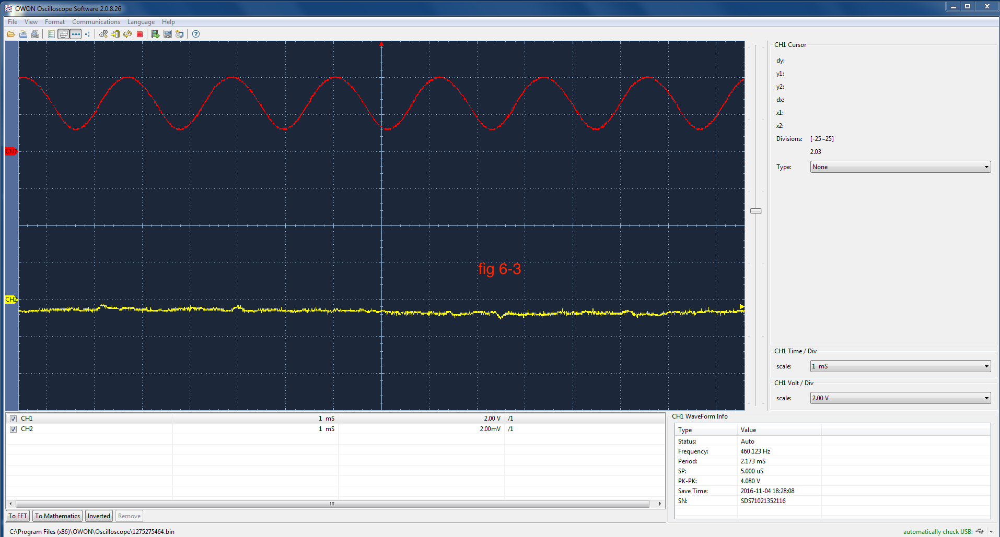 OWON Oscilloscope Software 2.0.8.26
File View Format Communications Language Help
CH1
CH2
fig 6-3
CH1 Cursor
dy:
y1:
y2:
dx:
x1:
x2:
Divisions: [-25~25]
2.03
Type: None
CH1 Time / Div
scale: 1 mS
CH1 Volt / Div
scale: 2.00 V
CH1 1 mS 2.00 V /1
CH2 1 mS 2.00mV /1
To FFT To Mathematics Inverted Remove
CH1 WaveForm Info
Type Value
Status: Auto
Frequency: 460.123 Hz
Period: 2.173 mS
SP: 5.000 uS
PK-PK: 4.080 V
Save Time: 2016-11-04 18:28:08
SN: SDS71021352116
C:\Program Files (x86)\OWON\Oscilloscope\1275275464.bin
automatically check USB: